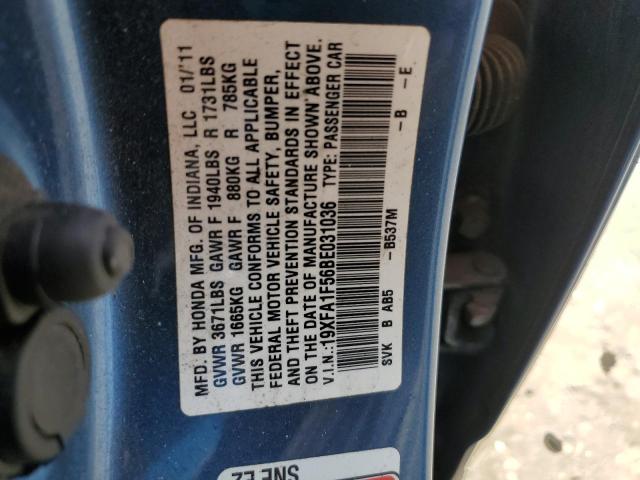 MFD. BY HONDA MFG. OF INDIANA, LLC 01/'11
GVWR 3671LBS GAWR F 1940LBS R 1731LBS
GVWR 1665KG GAWR F 880KG R 785KG
THIS VEHICLE CONFORMS TO ALL APPLICABLE
FEDERAL MOTOR VEHICLE SAFETY, BUMPER,
AND THEFT PREVENTION STANDARDS IN EFFECT
ON THE DATE OF MANUFACTURE SHOWN ABOVE.
V.I.N.:19XFA1F56BE031036 TYPE: PASSENGER CAR
SVK B AB5 -B537M -B -E